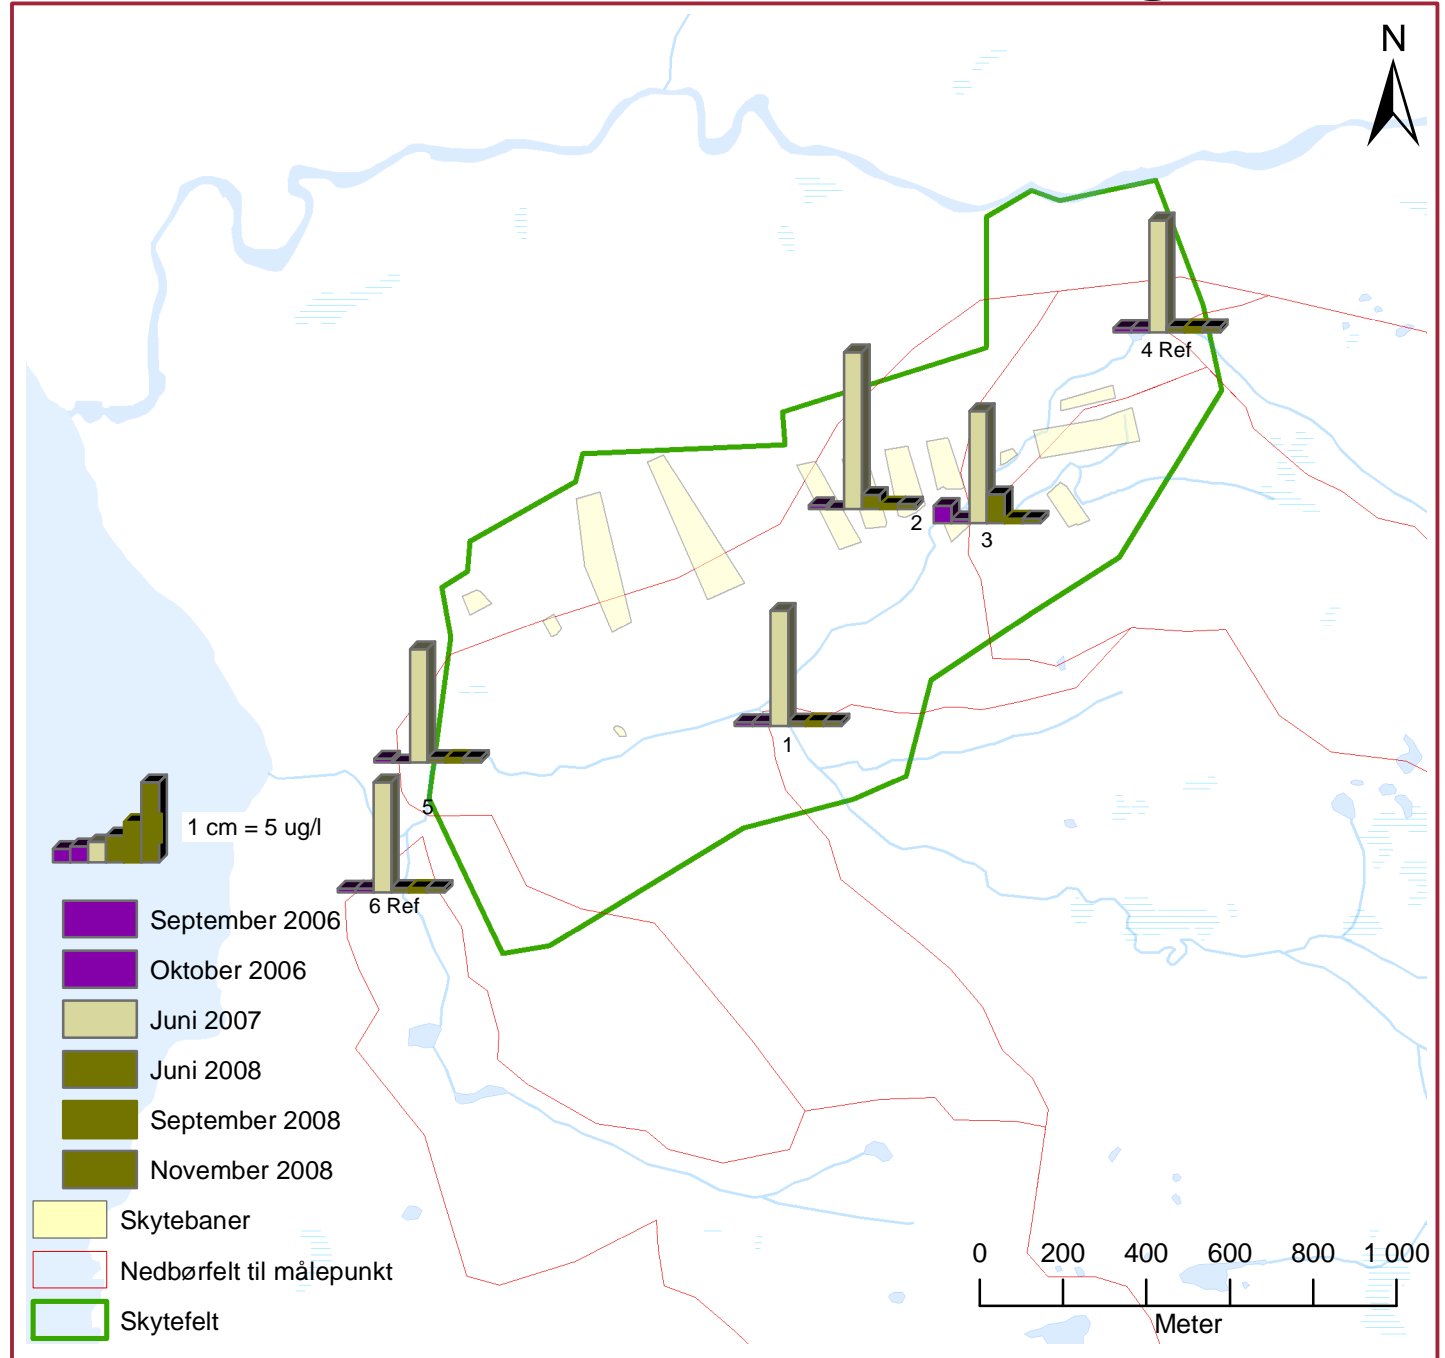 N
4 Ref
2
3
1
5
1 cm = 5 ug/l
6 Ref
September 2006
Oktober 2006
Juni 2007
Juni 2008
September 2008
November 2008
Skytebaner
Nedbørfelt til målepunkt
Skytefelt
0 200 400 600 800 1 000
Meter